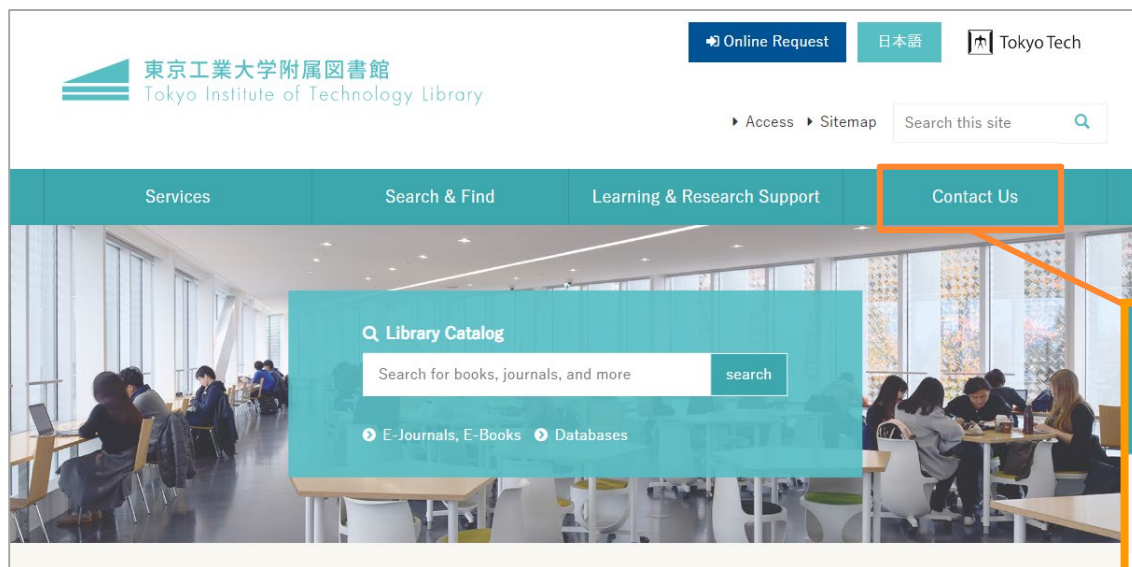 Online Request
日本語
Tokyo Tech
東京工業大学附属図書館
Tokyo Institute of Technology Library
Access Sitemap Search this site
Services Search & Find Learning & Research Support Contact Us
Library Catalog
Search for books, journals, and more search
E-Journals, E-Books Databases